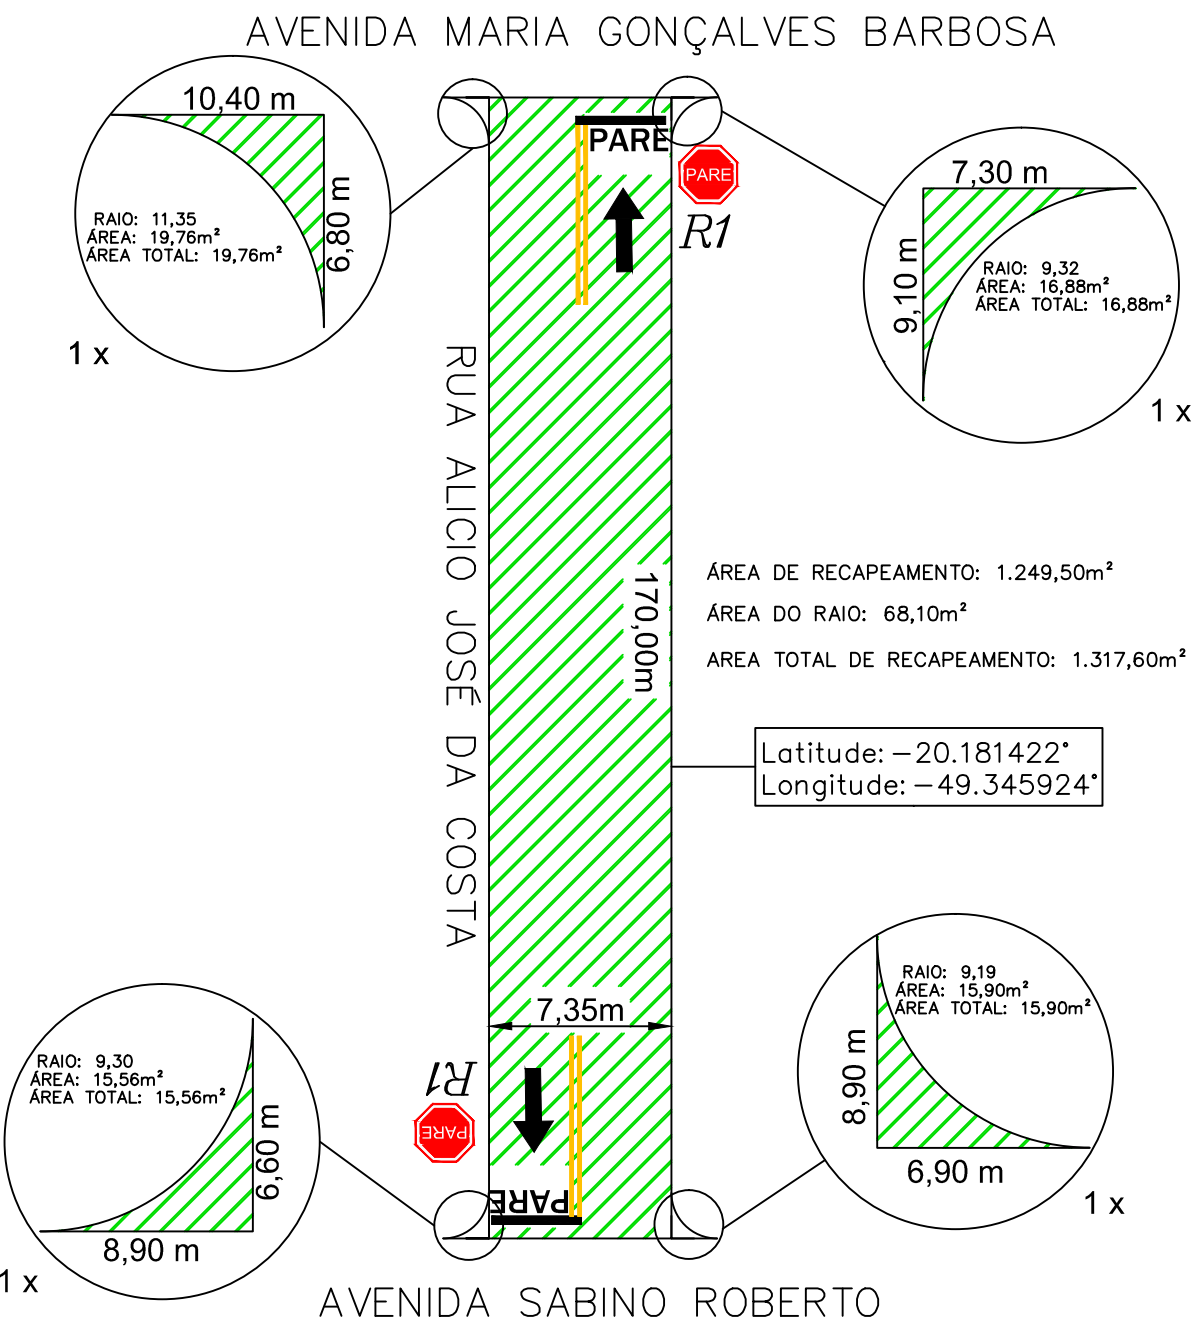 AVENIDA MARIA GONÇALVES BARBOSA
10,40 m
6,80 m
RAIO: 11,35
ÁREA: 19,76m²
ÁREA TOTAL: 19,76m²
1 x
PARE
PARE
R1
7,30 m
9,10 m
RAIO: 9,32
ÁREA: 16,88m²
ÁREA TOTAL: 16,88m²
1 x
RUA ALICIO JOSÉ DA COSTA
170,00m
ÁREA DE RECAPEAMENTO: 1.249,50m²
ÁREA DO RAIO: 68,10m²
AREA TOTAL DE RECAPEAMENTO: 1.317,60m²
Latitude: -20.181422°
Longitude: -49.345924°
7,35m
RAIO: 9,30
ÁREA: 15,56m²
ÁREA TOTAL: 15,56m²
6,60 m
8,90 m
1 x
R1
PARE
PARE
RAIO: 9,19
ÁREA: 15,90m²
ÁREA TOTAL: 15,90m²
8,90 m
6,90 m
1 x
AVENIDA SABINO ROBERTO